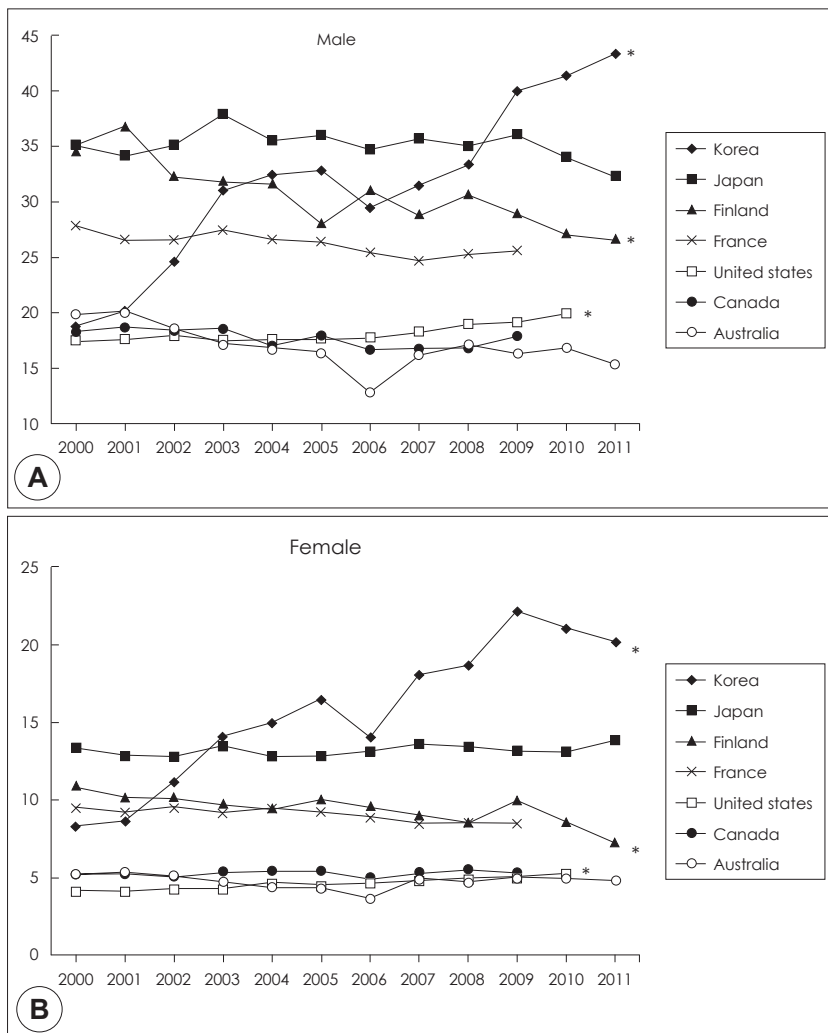 Male
45
40
35
30
25
20
15
10
*
*
*
2000 2001 2002 2003 2004 2005 2006 2007 2008 2009 2010 2011
Korea
Japan
Finland
France
United states
Canada
Australia
A
Female
25
20
15
10
5
0
*
*
*
2000 2001 2002 2003 2004 2005 2006 2007 2008 2009 2010 2011
Korea
Japan
Finland
France
United states
Canada
Australia
B